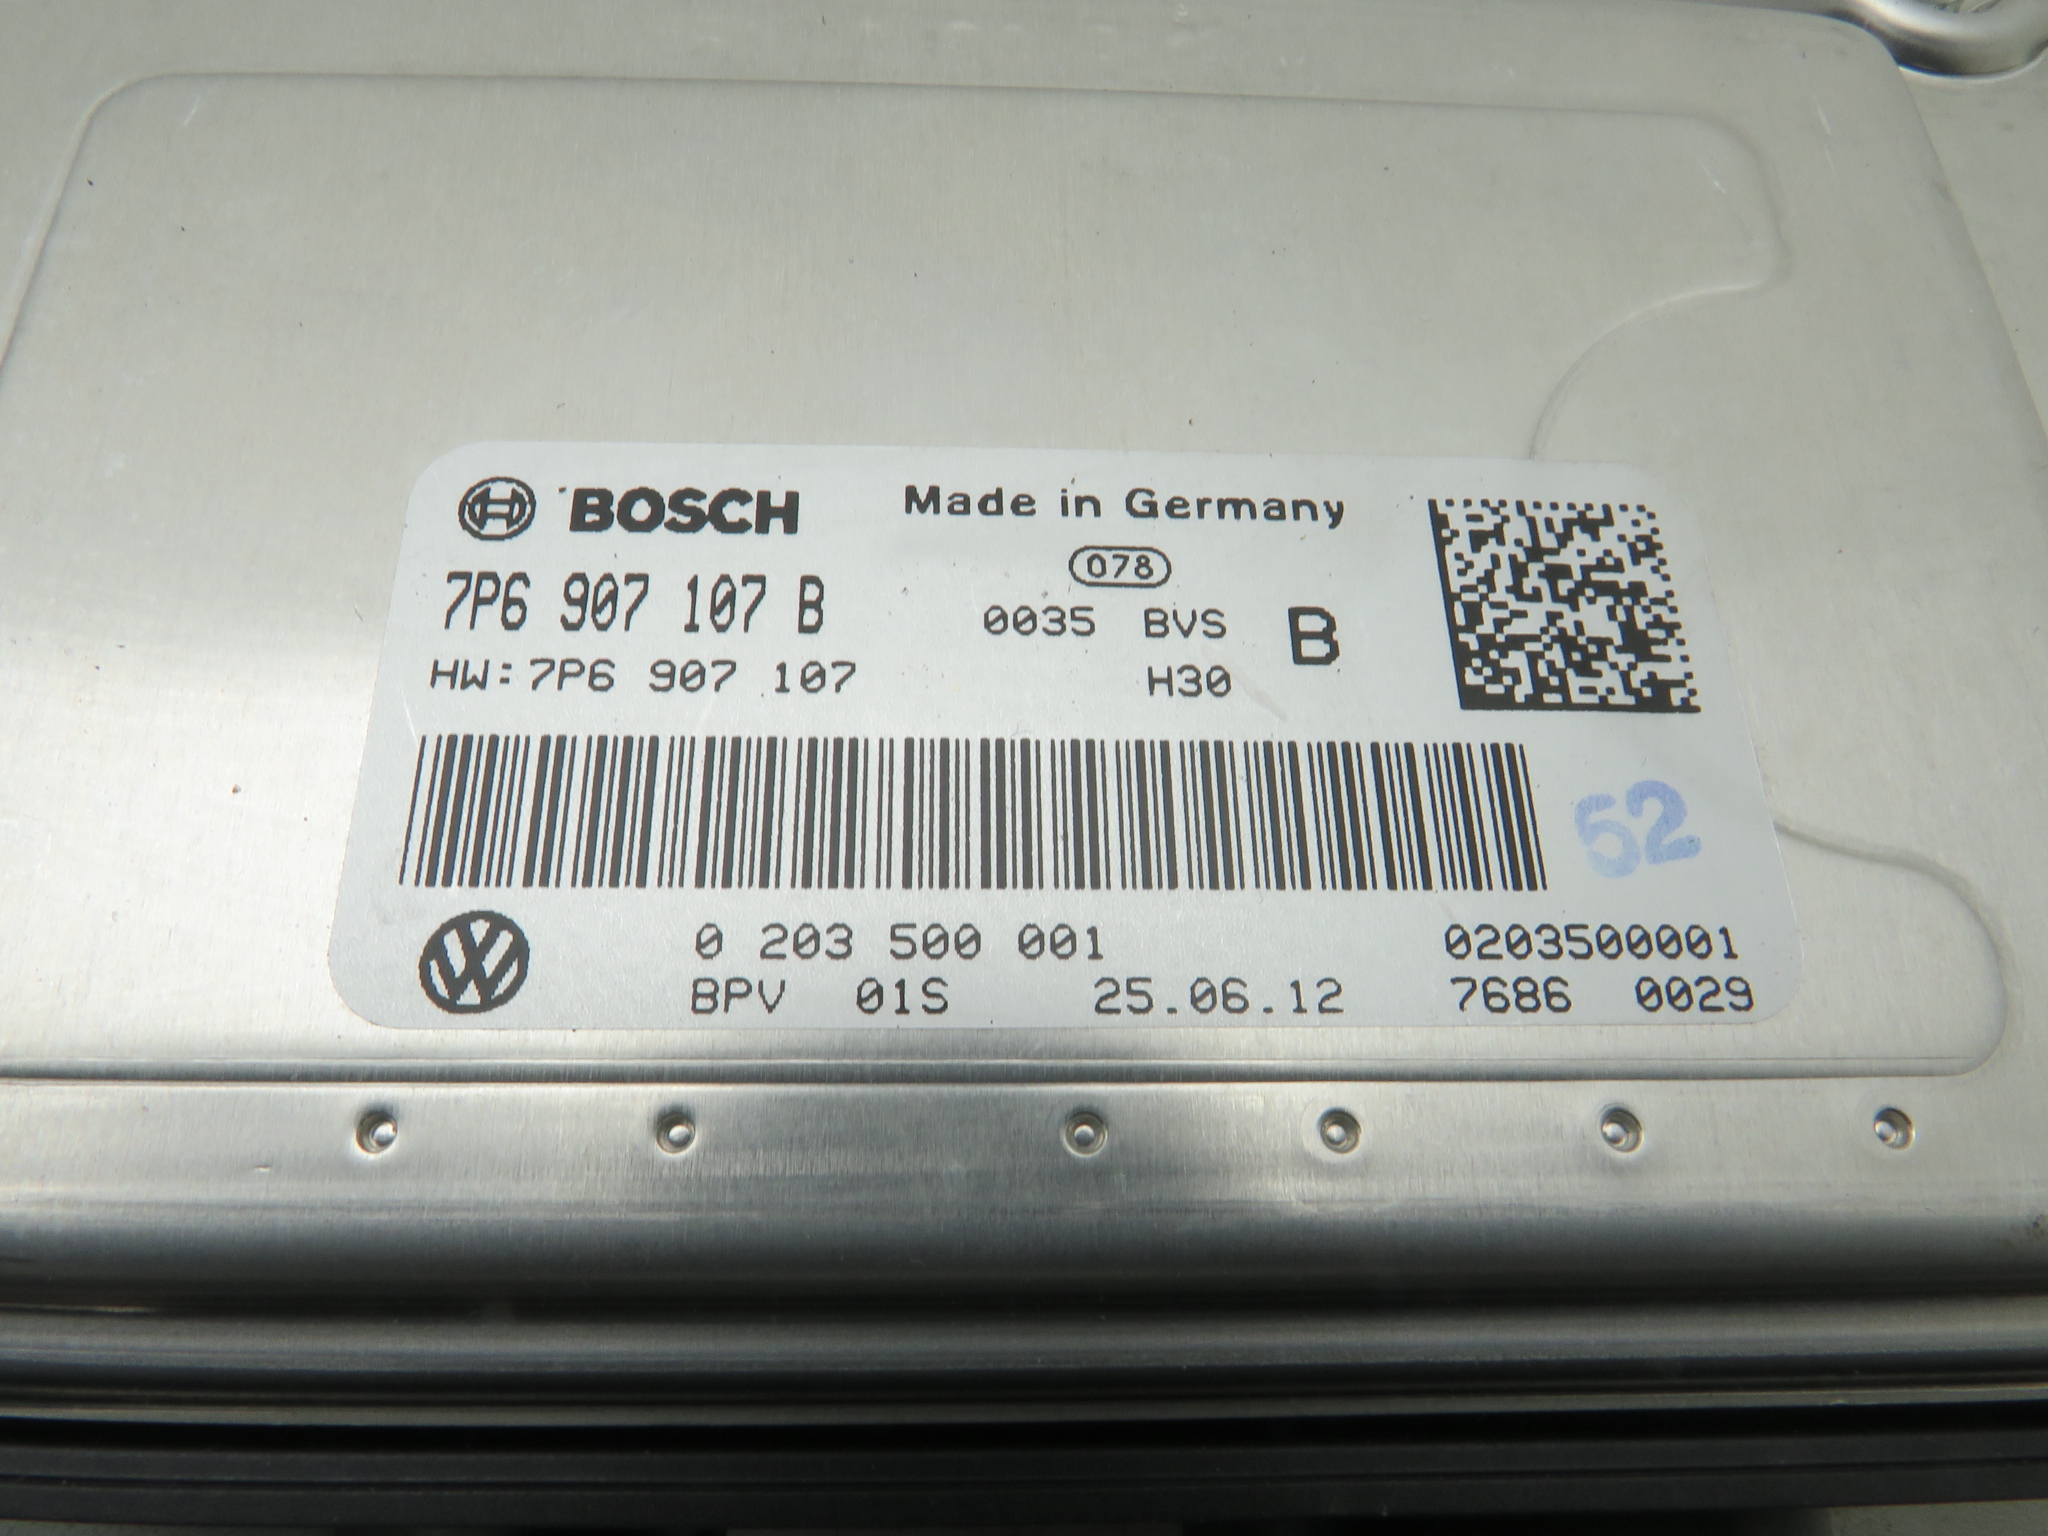 BOSCH Made in Germany
078
7P6 907 107 B 0035 BVS B
HW:7P6 907 107 H30
52
0 203 500 001 0203500001
BPV 01S 25.06.12 7686 0029